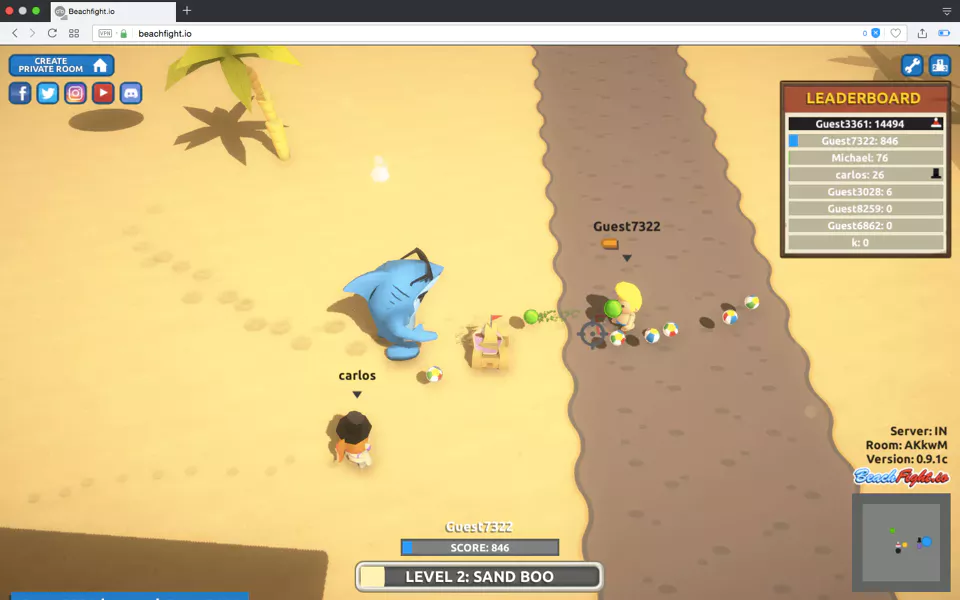 Beachfight.io
VPN
beachfight.io
0
CREATE
PRIVATE ROOM
LEADERBOARD
Guest3361: 14494
Guest7322: 846
Michael: 76
carlos: 26
Guest3028: 6
Guest8259: 0
Guest6862: 0
k: 0
Guest7322
carlos
Server: IN
Room: AKkwM
Version: 0.9.1c
BeachFight.io
Guest7322
SCORE: 846
LEVEL 2: SAND BOO